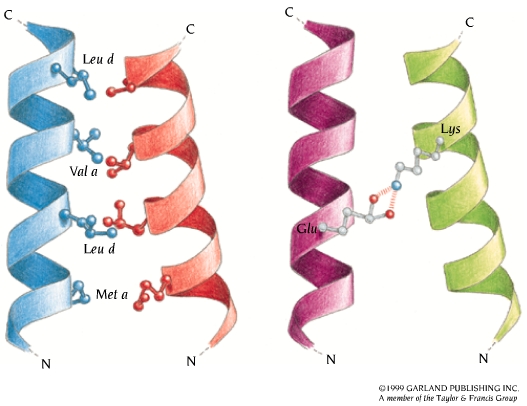 C
C
Leu d
Val a
Leu d
Met a
N
N
C
C
Lys
Glu
N
N
©1999 GARLAND PUBLISHING INC.
A member of the Taylor & Francis Group